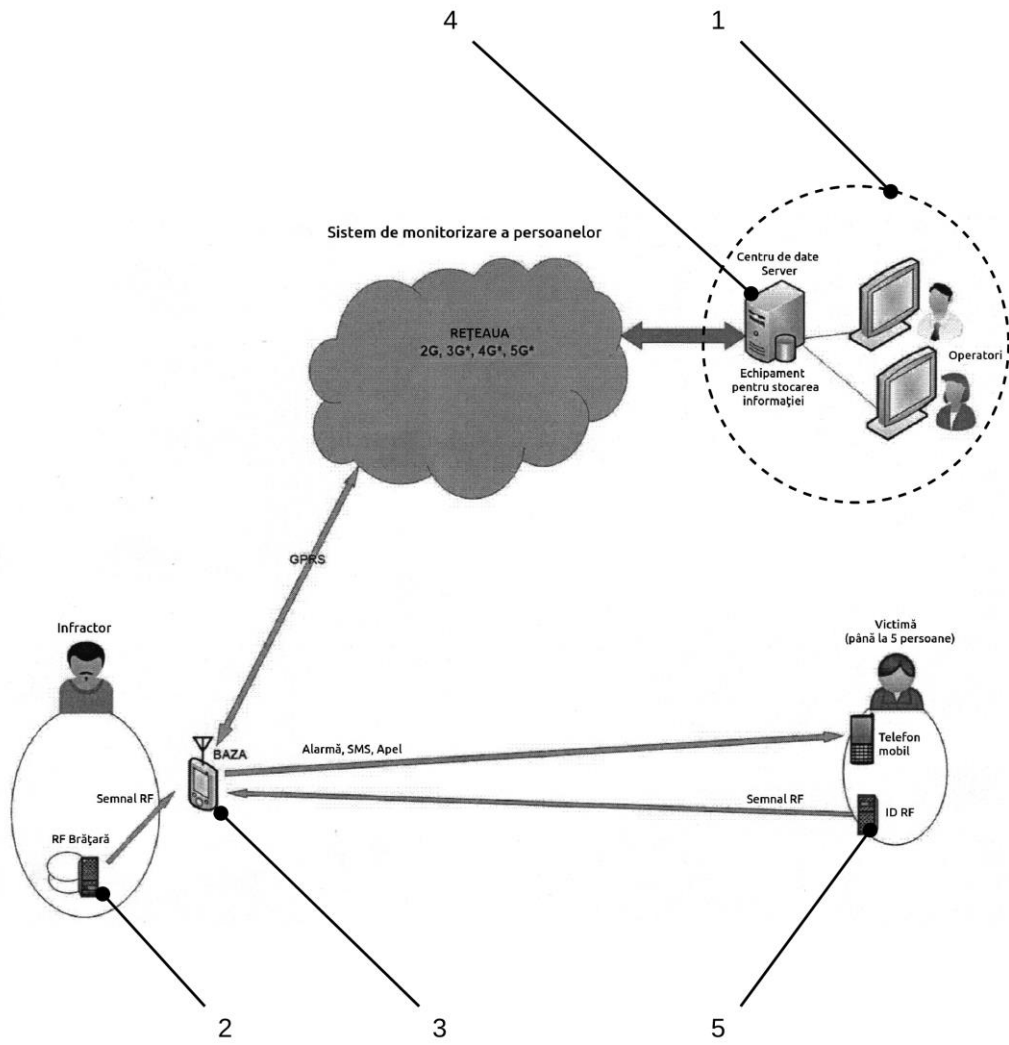 4
1
Sistem de monitorizare a persoanelor
Centru de date
Server
REȚEAUA
2G, 3G*, 4G*, 5G*
Operatori
Echipament
pentru stocarea
informației
GPRS
Infractor
Victimă
(până la 5 persoane)
BAZA
Alarmă, SMS, Apel
Telefon
mobil
Semnal RF
Semnal RF
ID RF
RF Brățară
2
3
5